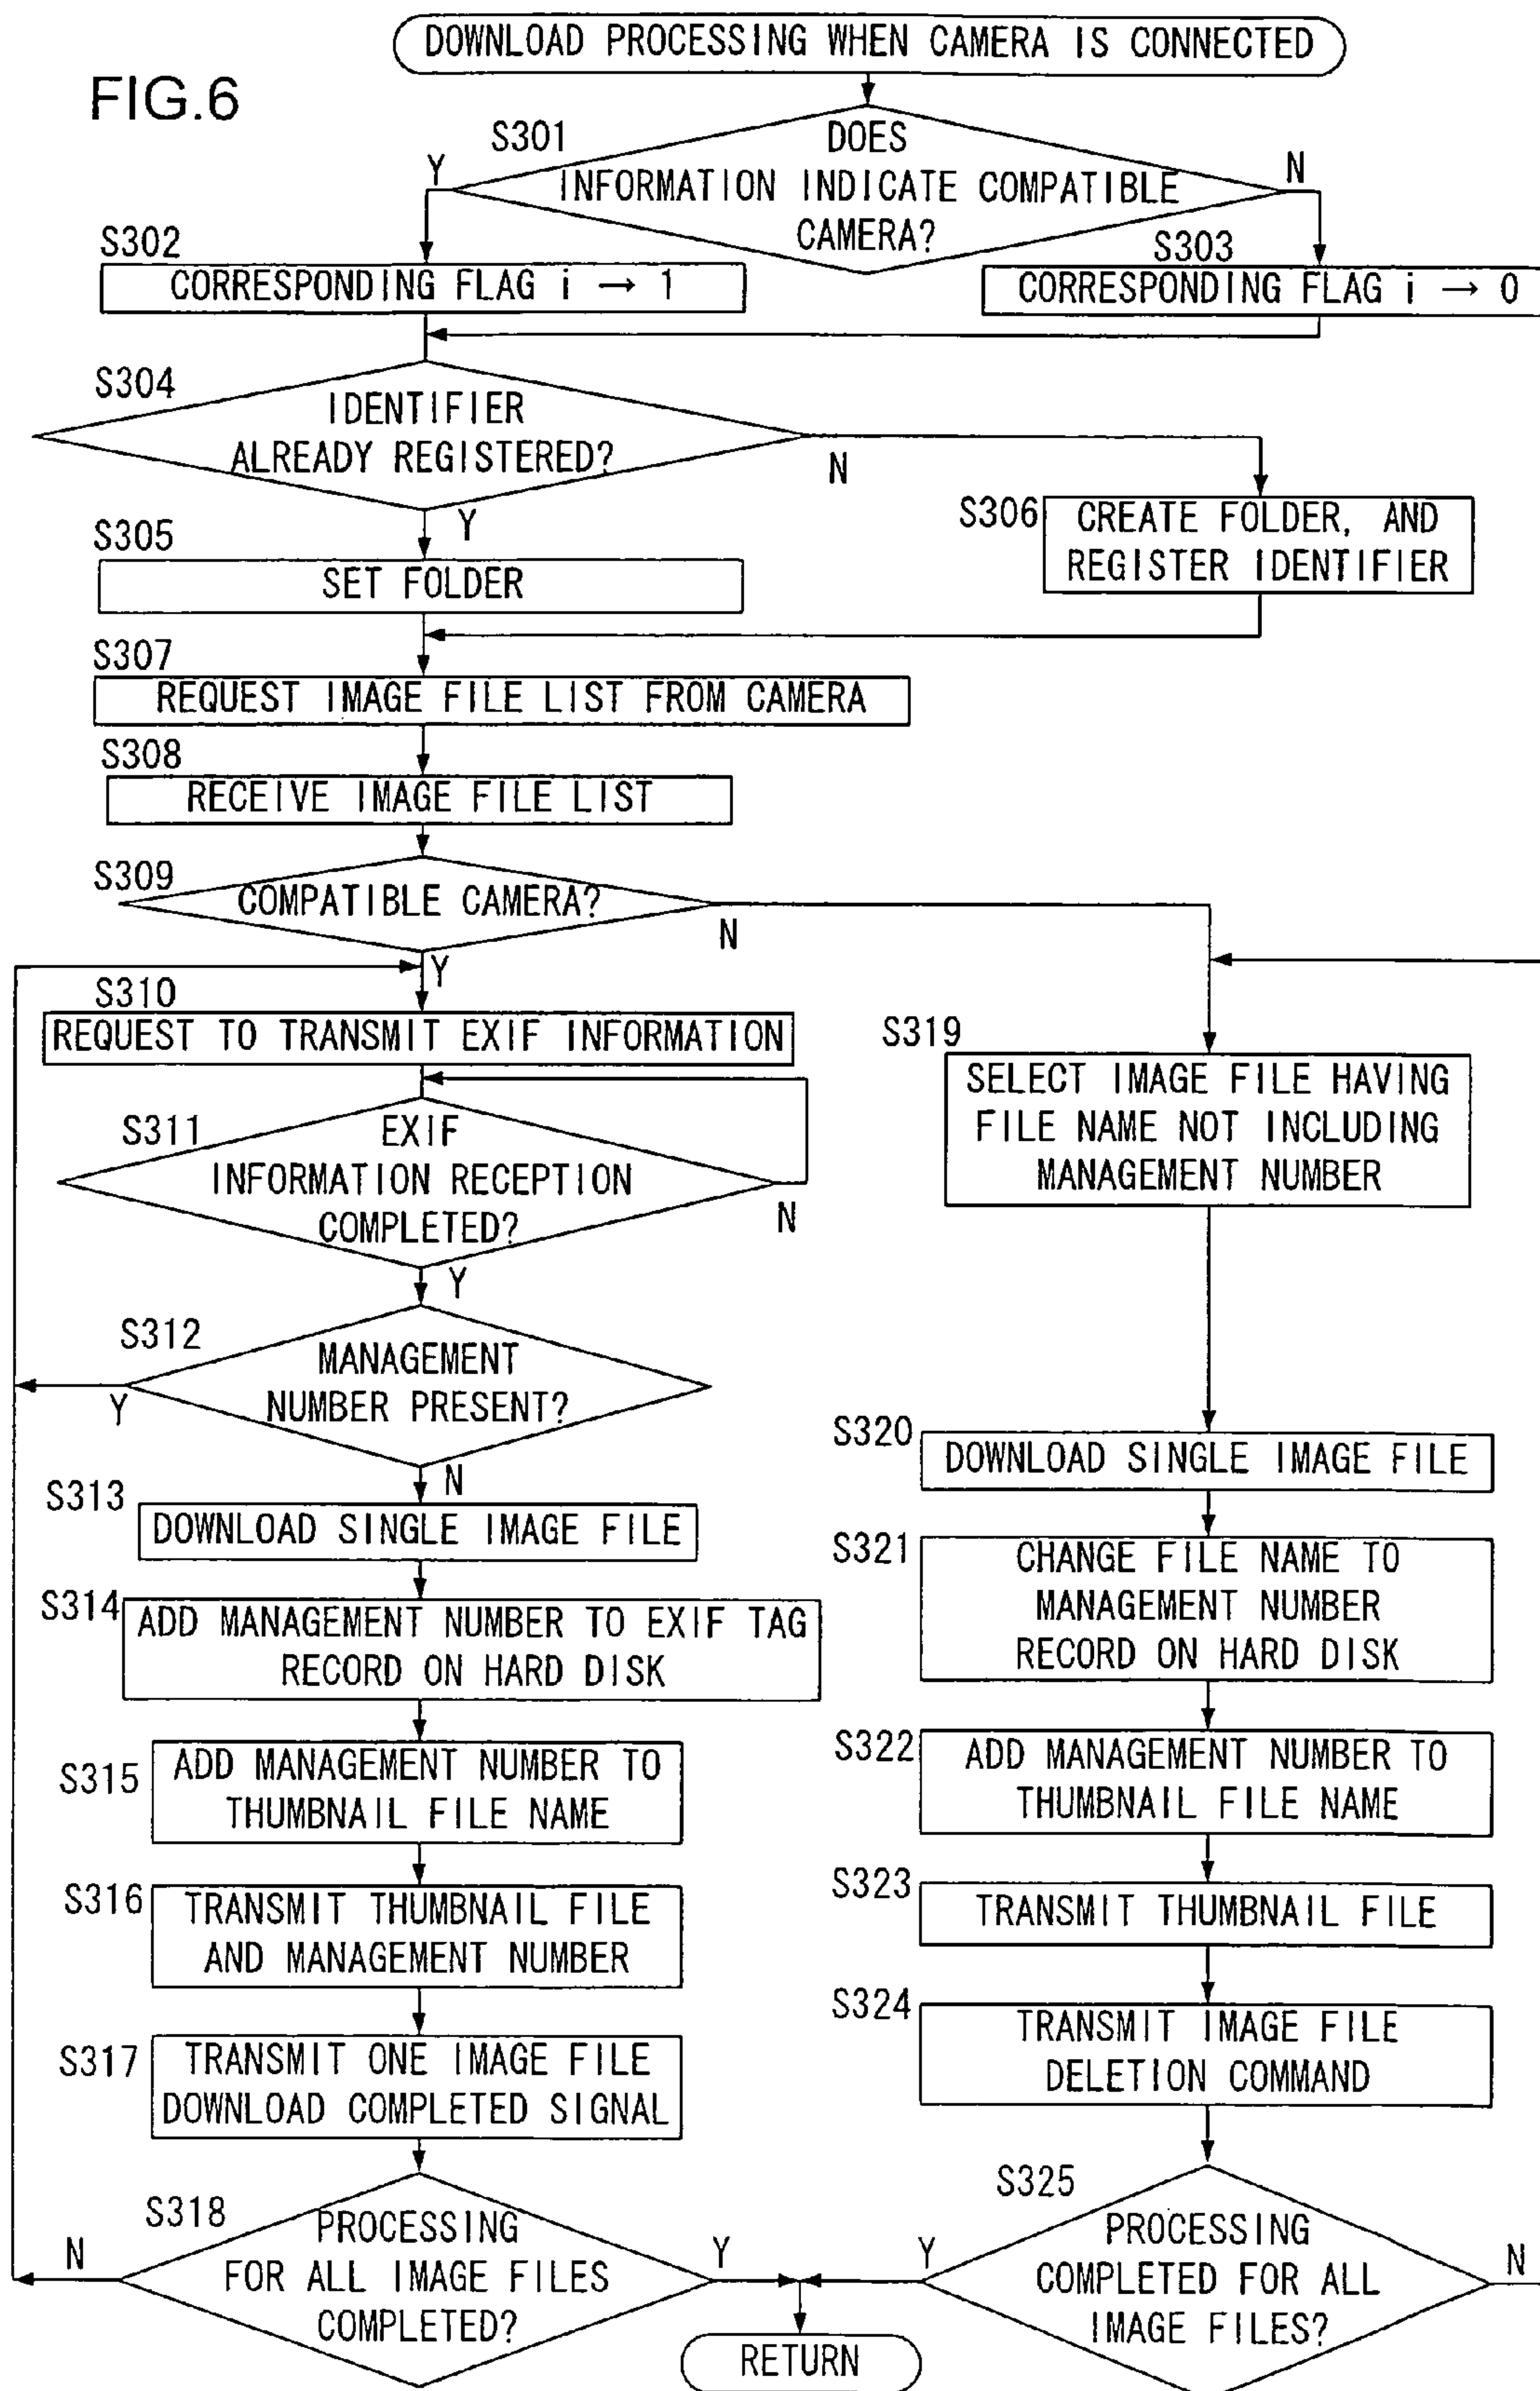 DOWNLOAD PROCESSING WHEN CAMERA IS CONNECTED
FIG.6
S301
DOES
INFORMATION INDICATE COMPATIBLE
CAMERA?
Y
N
S302
CORRESPONDING FLAG i → 1
S303
CORRESPONDING FLAG i → 0
S304
IDENTIFIER
ALREADY REGISTERED?
N
Y
S305
SET FOLDER
S306
CREATE FOLDER, AND
REGISTER IDENTIFIER
S307
REQUEST IMAGE FILE LIST FROM CAMERA
S308
RECEIVE IMAGE FILE LIST
S309
COMPATIBLE CAMERA?
N
Y
S310
REQUEST TO TRANSMIT EXIF INFORMATION
S311
EXIF
INFORMATION RECEPTION
COMPLETED?
N
Y
S312
MANAGEMENT
NUMBER PRESENT?
Y
N
S313
DOWNLOAD SINGLE IMAGE FILE
S314
ADD MANAGEMENT NUMBER TO EXIF TAG
RECORD ON HARD DISK
S315
ADD MANAGEMENT NUMBER TO
THUMBNAIL FILE NAME
S316
TRANSMIT THUMBNAIL FILE
AND MANAGEMENT NUMBER
S317
TRANSMIT ONE IMAGE FILE
DOWNLOAD COMPLETED SIGNAL
S318
PROCESSING
FOR ALL IMAGE FILES
COMPLETED?
N
Y
S319
SELECT IMAGE FILE HAVING
FILE NAME NOT INCLUDING
MANAGEMENT NUMBER
S320
DOWNLOAD SINGLE IMAGE FILE
S321
CHANGE FILE NAME TO
MANAGEMENT NUMBER
RECORD ON HARD DISK
S322
ADD MANAGEMENT NUMBER TO
THUMBNAIL FILE NAME
S323
TRANSMIT THUMBNAIL FILE
S324
TRANSMIT IMAGE FILE
DELETION COMMAND
S325
PROCESSING
COMPLETED FOR ALL
IMAGE FILES?
Y
N
RETURN